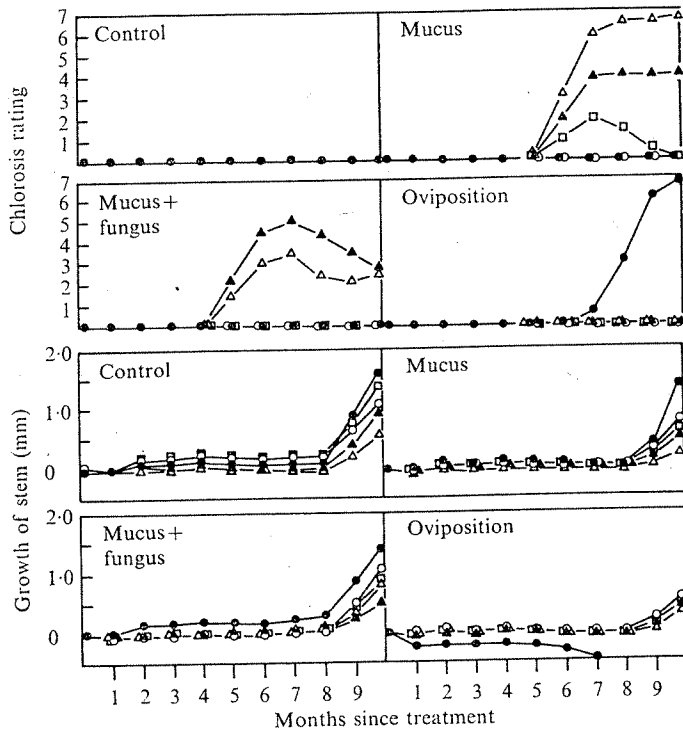 Chlorosis rating
7
6
5
4
3
2
1
Control
Mucus
7
6
5
4
3
2
1
Mucus+
fungus
Oviposition
Growth of stem (mm)
2·0
1·0
0
Control
Mucus
2·0
1·0
0
Mucus+
fungus
Oviposition
1 2 3 4 5 6 7 8 9 1 2 3 4 5 6 7 8 9
Months since treatment